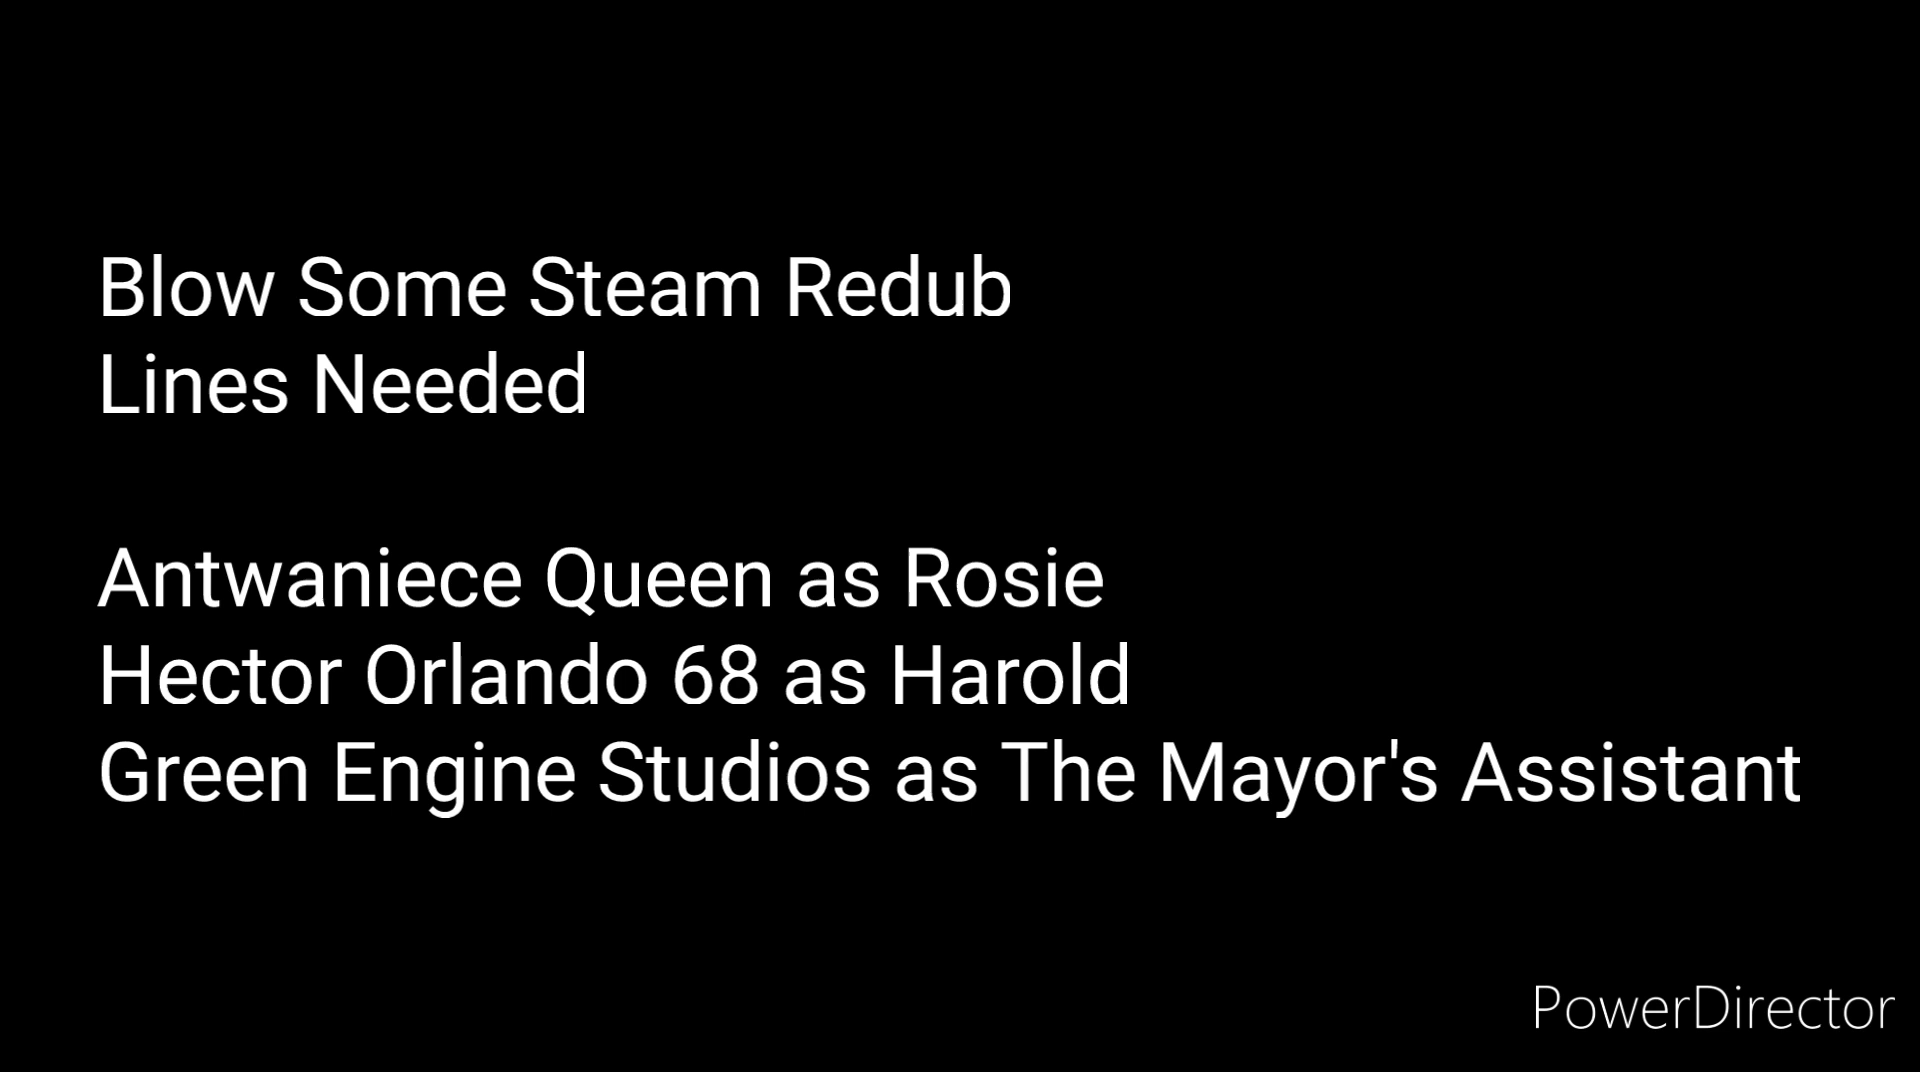 Blow Some Steam Redub
Lines Needed
Antwaniece Queen as Rosie
Hector Orlando 68 as Harold
Green Engine Studios as The Mayor's Assistant
PowerDirector